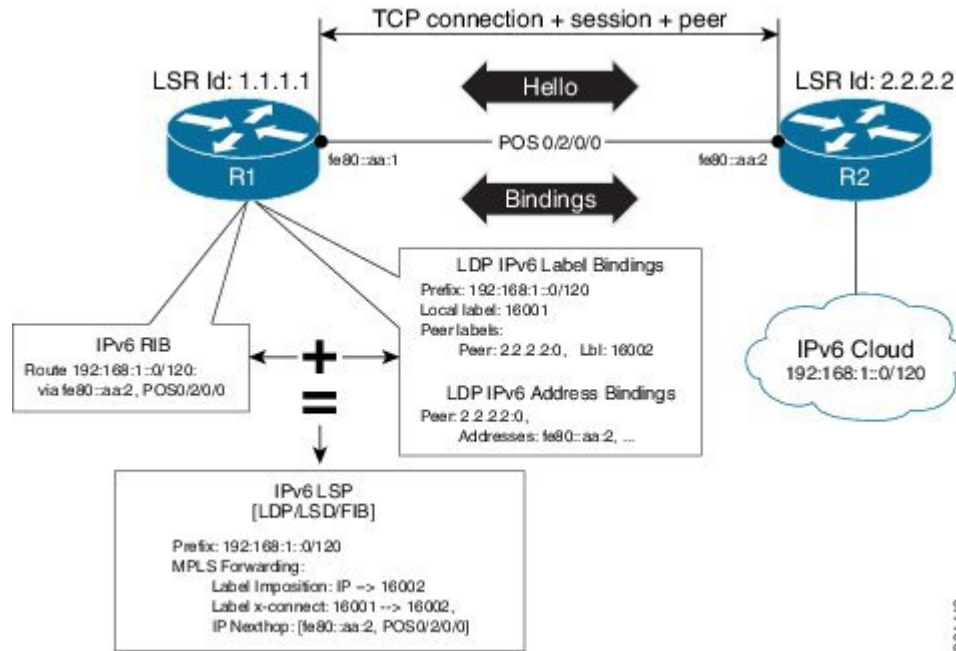 TCP connection + session + peer
LSR Id: 1.1.1.1
LSR Id: 2.2.2.2
Hello
POS 0/2/0/0
fe80::aa:1
fe80::aa:2
R1
R2
Bindings
LDP IPv6 Label Bindings
Prefix: 192:168:1::0/120
Local label: 16001
Peer labels:
Peer: 2.2.2.2:0, Lbl: 16002
LDP IPv6 Address Bindings
Peer: 2.2.2.2:0,
Addresses: fe80::aa:2, ...
IPv6 RIB
Route 192:168:1::0/120:
via fe80::aa:2, POS0/2/0/0
+
=
IPv6 Cloud
192:168:1::0/120
IPv6 LSP
[LDP/LSD/FIB]
Prefix: 192:168:1::0/120
MPLS Forwarding:
Label Imposition: IP --> 16002
Label x-connect: 16001 --> 16002,
IP Nexthop: [fe80::aa:2, POS0/2/0/0]